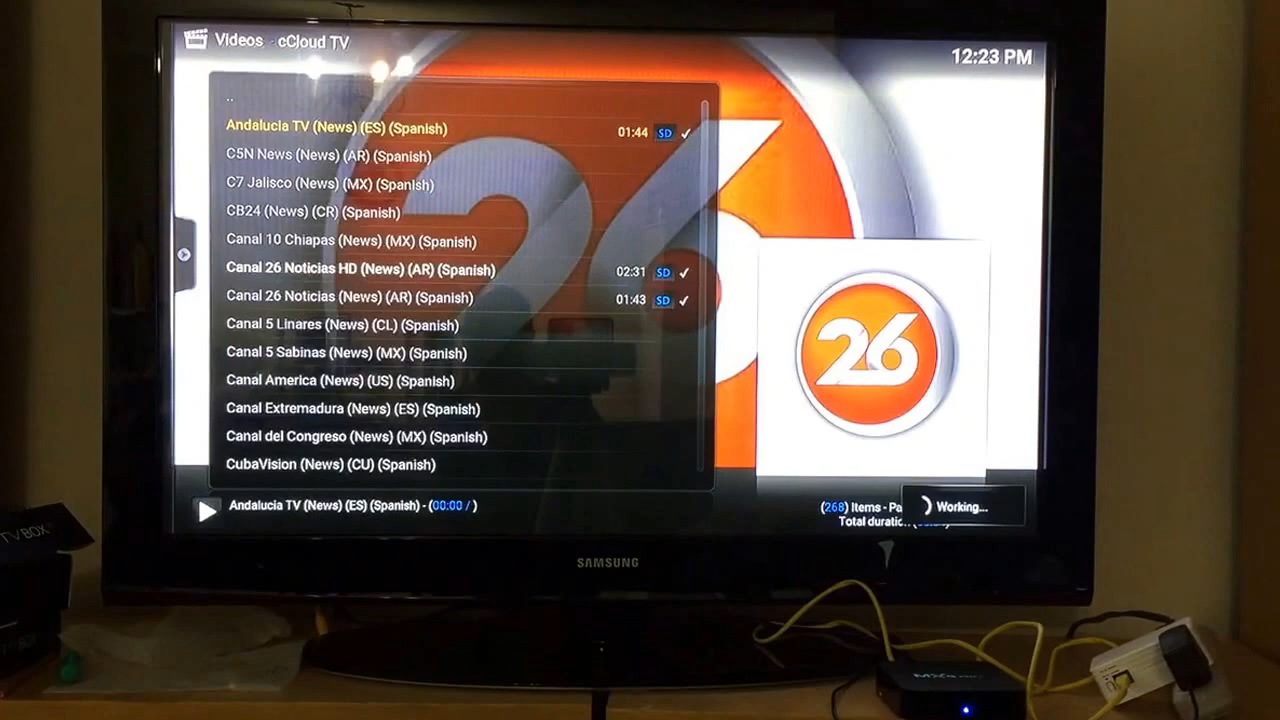 Videos - cCloud TV
12:23 PM
..
Andalucia TV (News) (ES) (Spanish) 01:44 SD
C5N News (News) (AR) (Spanish)
C7 Jalisco (News) (MX) (Spanish)
CB24 (News) (CR) (Spanish)
Canal 10 Chiapas (News) (MX) (Spanish)
Canal 26 Noticias HD (News) (AR) (Spanish) 02:31 SD
Canal 26 Noticias (News) (AR) (Spanish) 01:43 SD
Canal 5 Linares (News) (CL) (Spanish)
Canal 5 Sabinas (News) (MX) (Spanish)
Canal America (News) (US) (Spanish)
Canal Extremadura (News) (ES) (Spanish)
Canal del Congreso (News) (MX) (Spanish)
CubaVision (News) (CU) (Spanish)
26
26
Andalucia TV (News) (ES) (Spanish) - (00:00 / )
(268) Items - Pa
Total durati
Working...
SAMSUNG
TV BOX